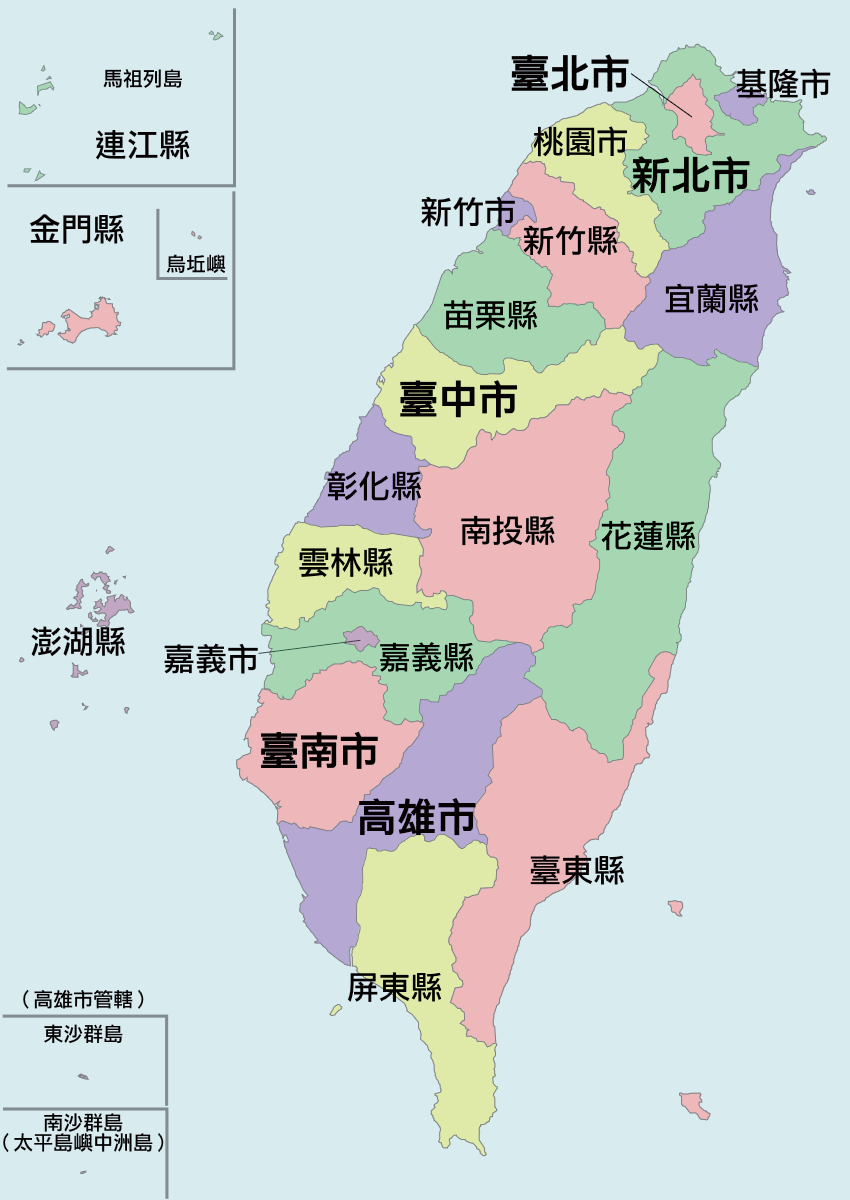 馬祖列島
連江縣
金門縣
烏坵嶼
臺北市
基隆市
桃園市
新北市
新竹市
新竹縣
宜蘭縣
苗栗縣
臺中市
彰化縣
南投縣
花蓮縣
雲林縣
澎湖縣
嘉義市
嘉義縣
臺南市
高雄市
臺東縣
屏東縣
（高雄市管轄）
東沙群島
南沙群島
（太平島嶼中洲島）